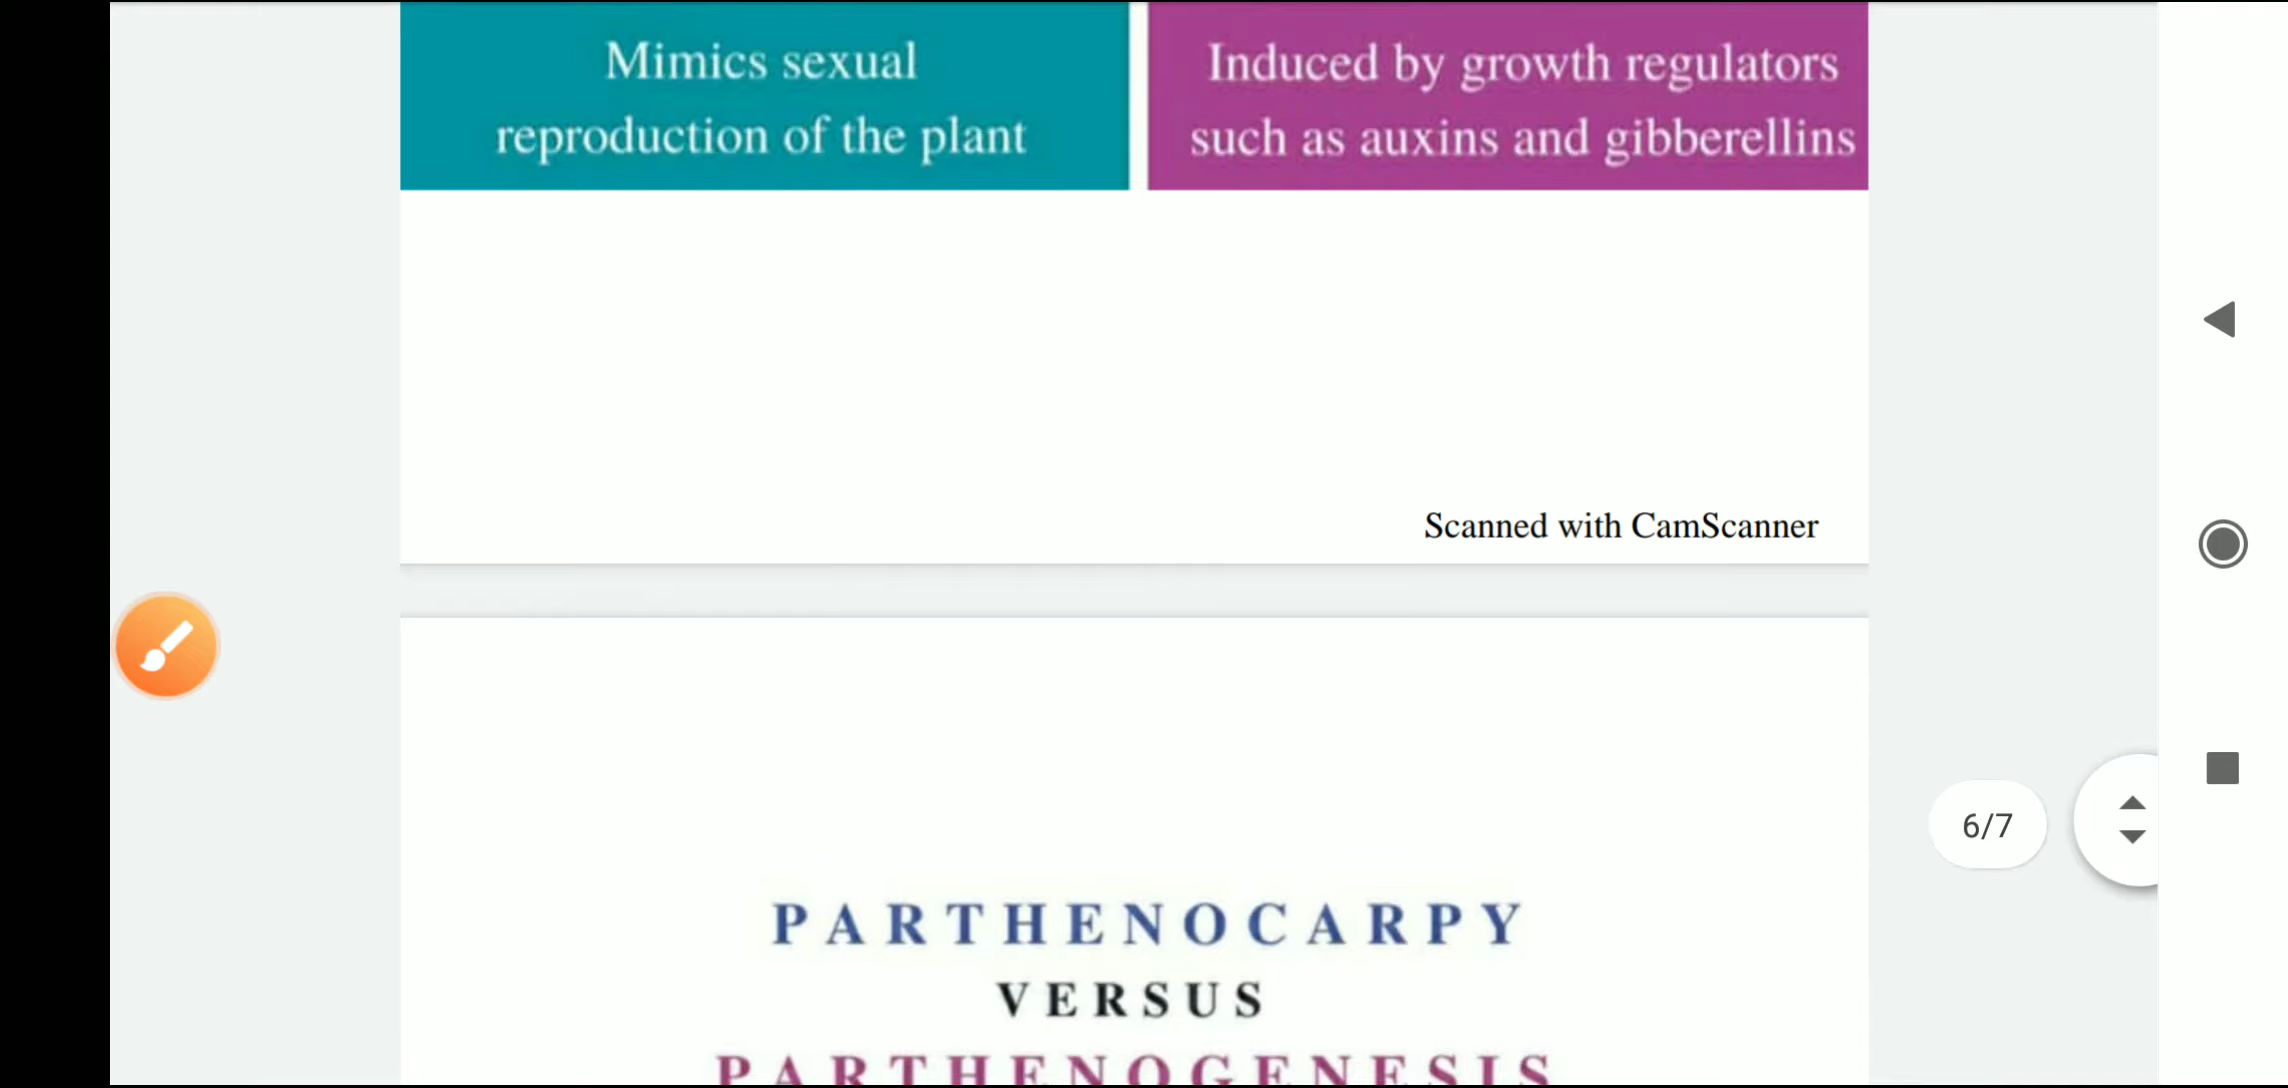 Mimics sexual
reproduction of the plant
Induced by growth regulators
such as auxins and gibberellins
Scanned with CamScanner
6/7
PARTHENOCARPY
VERSUS
PARTHENOGENESIS